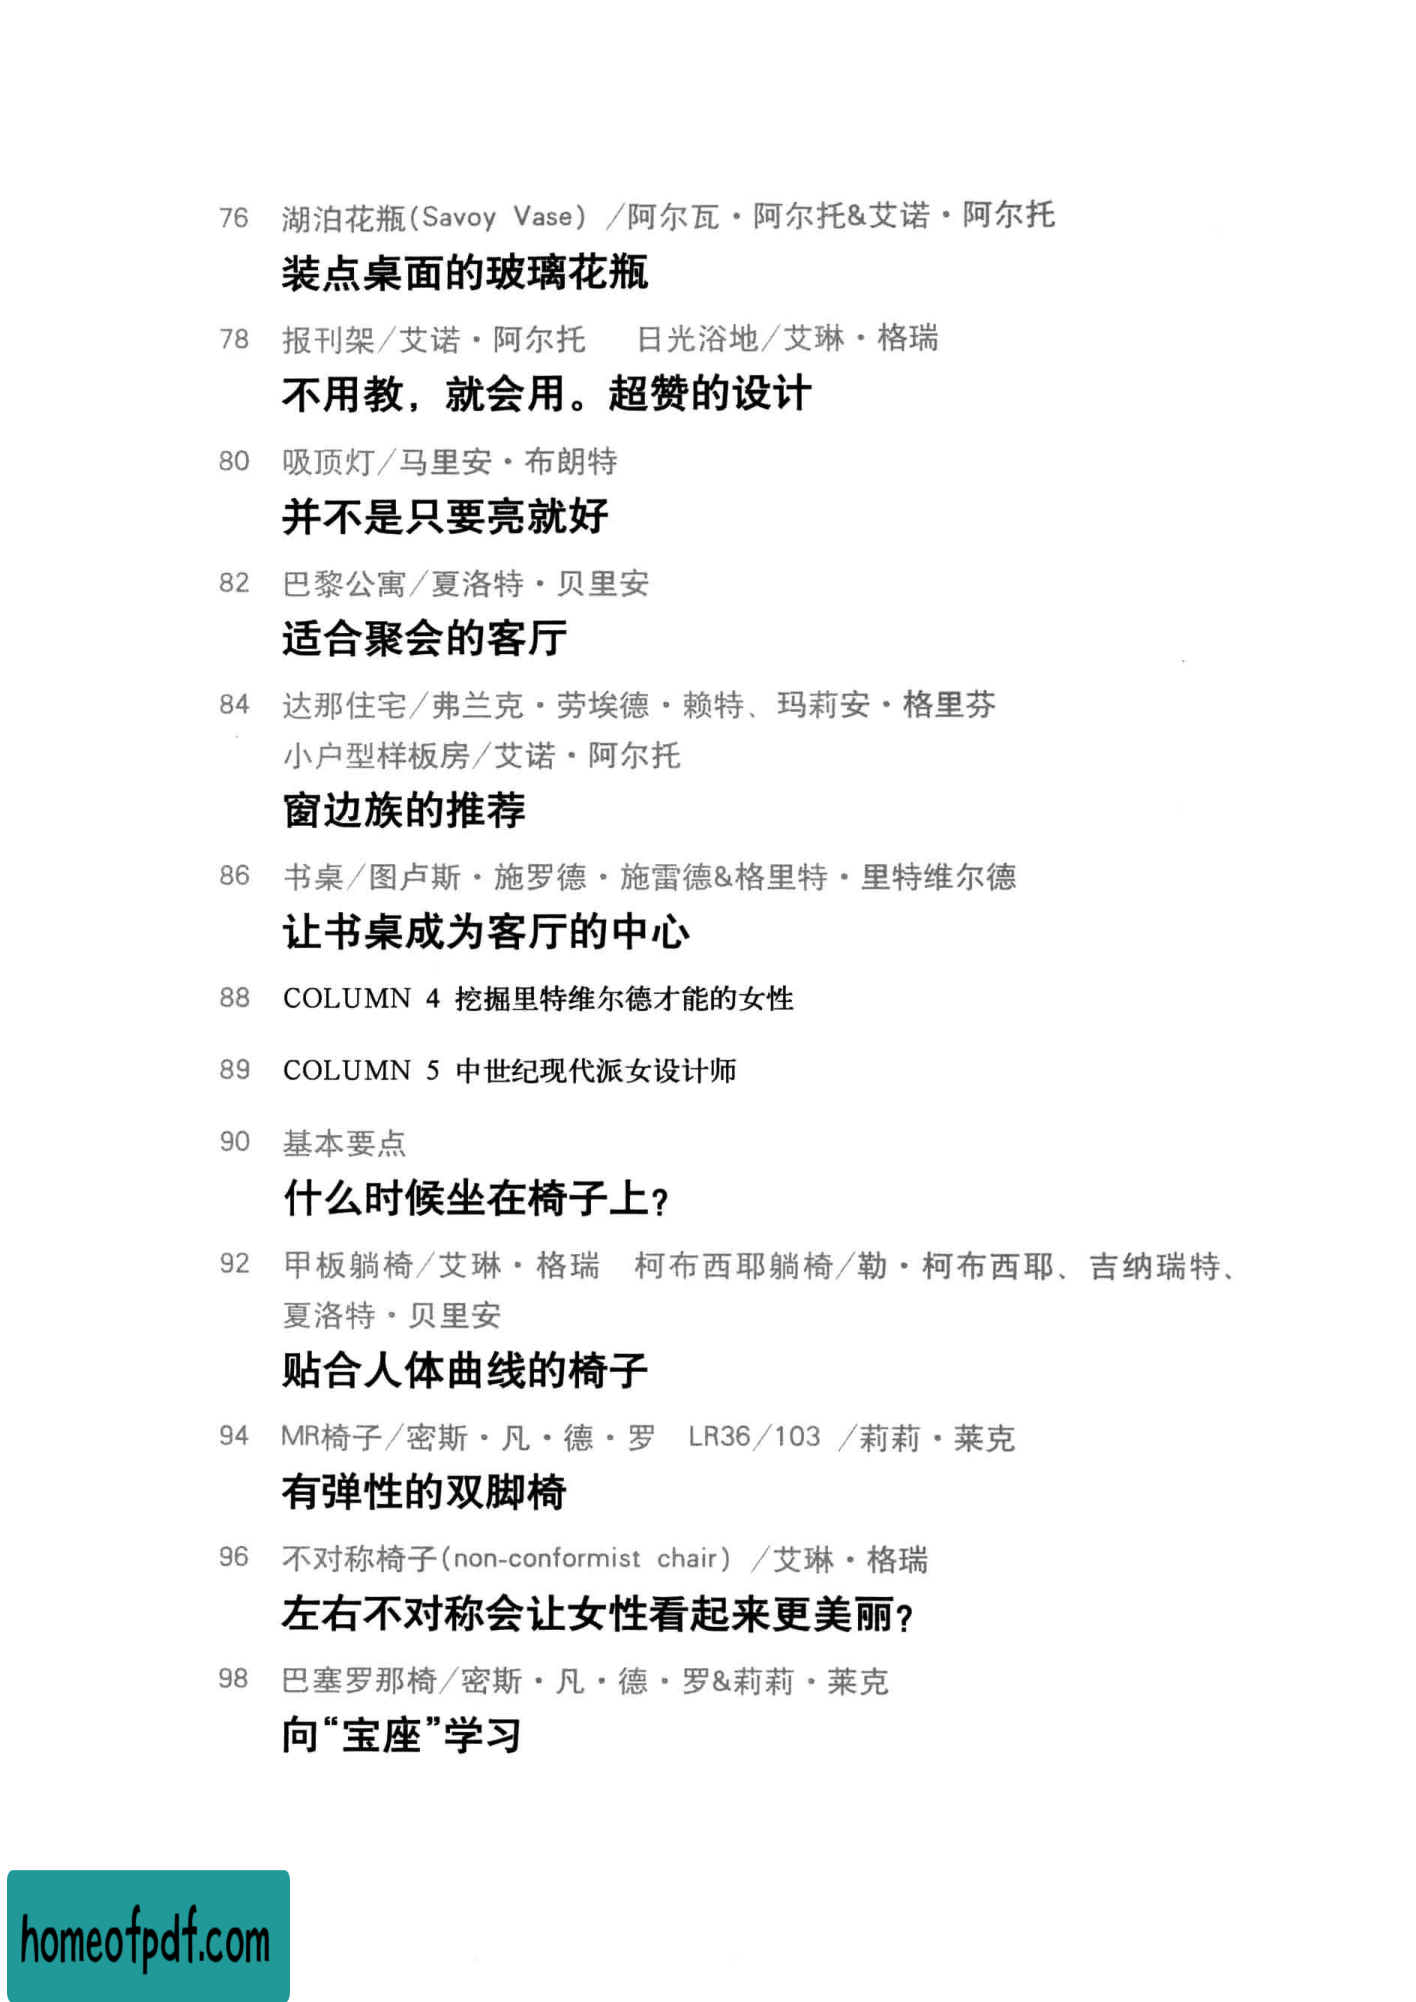 76 湖泊花瓶(Savoy Vase) /阿尔瓦·阿尔托&艾诺·阿尔托
装点桌面的玻璃花瓶
78 报刊架/艾诺·阿尔托 日光浴地/艾琳·格瑞
不用教，就会用。超赞的设计
80 吸顶灯/马里安·布朗特
并不是只要亮就好
82 巴黎公寓/夏洛特·贝里安
适合聚会的客厅
84 达那住宅/弗兰克·劳埃德·赖特、玛莉安·格里芬
小户型样板房/艾诺·阿尔托
窗边族的推荐
86 书桌/图卢斯·施罗德·施雷德&格里特·里特维尔德
让书桌成为客厅的中心
88 COLUMN 4 挖掘里特维尔德才能的女性
89 COLUMN 5 中世纪现代派女设计师
90 基本要点
什么时候坐在椅子上?
92 甲板躺椅/艾琳·格瑞 柯布西耶躺椅/勒·柯布西耶、吉纳瑞特、
夏洛特·贝里安
贴合人体曲线的椅子
94 MR椅子/密斯·凡·德·罗 LR36/103 /莉莉·莱克
有弹性的双脚椅
96 不对称椅子(non-conformist chair) /艾琳·格瑞
左右不对称会让女性看起来更美丽?
98 巴塞罗那椅/密斯·凡·德·罗&莉莉·莱克
向“宝座”学习
homeofpdf.com